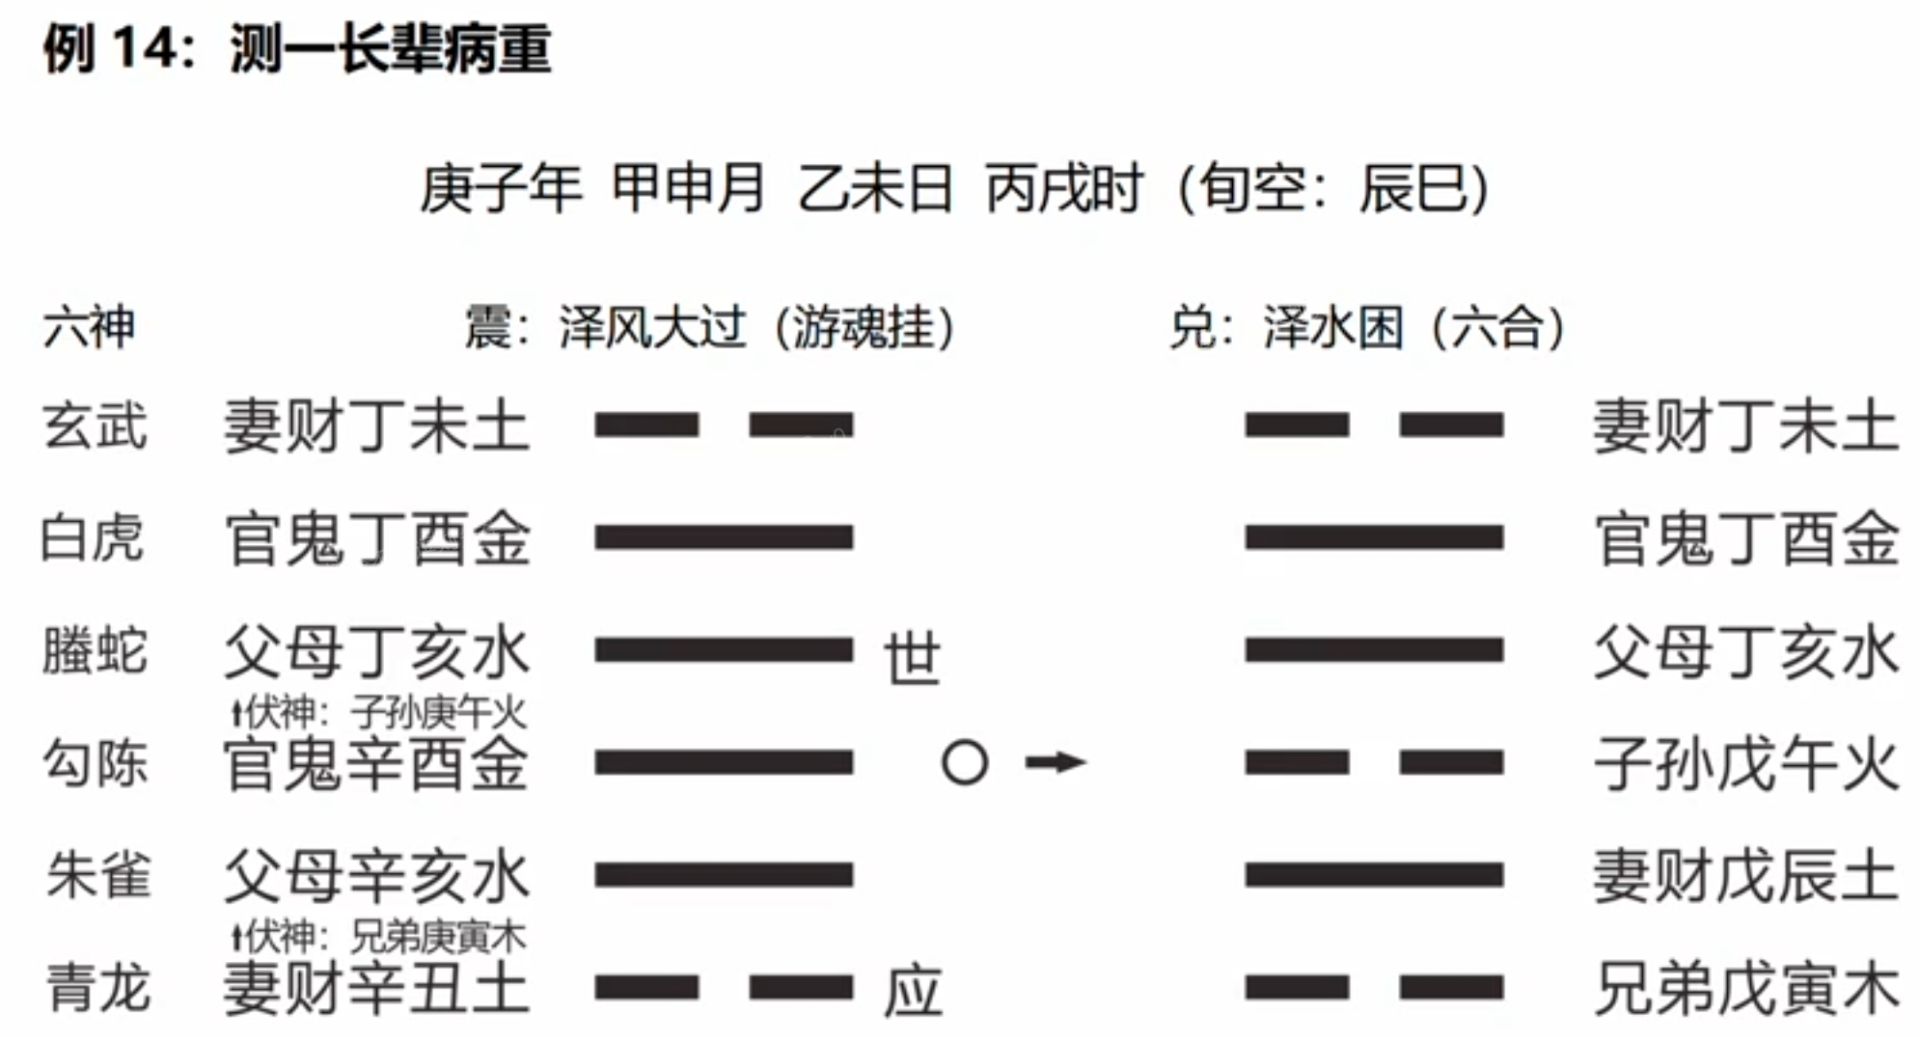 例 14：测一长辈病重
庚子年 甲申月 乙未日 丙戌时（旬空：辰巳）
六神 震：泽风大过（游魂挂） 兑：泽水困（六合）
玄武 妻财丁未土 妻财丁未土
白虎 官鬼丁酉金 官鬼丁酉金
螣蛇 父母丁亥水 世 父母丁亥水
↑伏神：子孙庚午火
勾陈 官鬼辛酉金 ○→ 子孙戊午火
朱雀 父母辛亥水 妻财戊辰土
↑伏神：兄弟庚寅木
青龙 妻财辛丑土 应 兄弟戊寅木